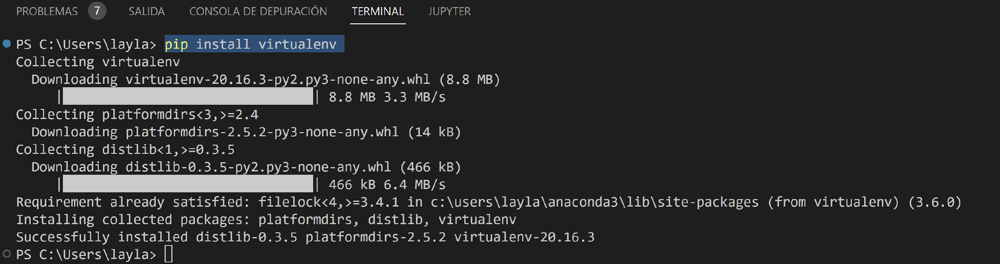 PROBLEMAS 7 SALIDA CONSOLA DE DEPURACIÓN TERMINAL JUPYTER
PS C:\Users\layla> pip install virtualenv
Collecting virtualenv
  Downloading virtualenv-20.16.3-py2.py3-none-any.whl (8.8 MB)
     | | 8.8 MB 3.3 MB/s
Collecting platformdirs<3,>=2.4
  Downloading platformdirs-2.5.2-py3-none-any.whl (14 kB)
Collecting distlib<1,>=0.3.5
  Downloading distlib-0.3.5-py2.py3-none-any.whl (466 kB)
     | | 466 kB 6.4 MB/s
Requirement already satisfied: filelock<4,>=3.4.1 in c:\users\layla\anaconda3\lib\site-packages (from virtualenv) (3.6.0)
Installing collected packages: platformdirs, distlib, virtualenv
Successfully installed distlib-0.3.5 platformdirs-2.5.2 virtualenv-20.16.3
PS C:\Users\layla>